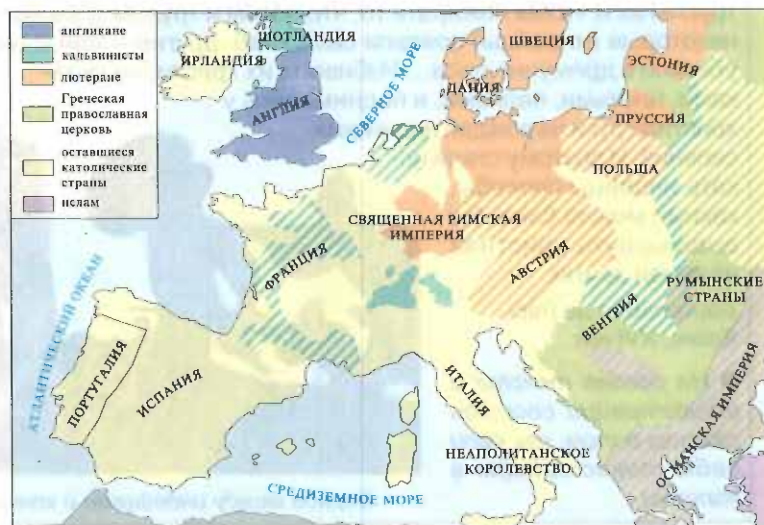 англикане
кальвинисты
лютеране
Греческая
православная
церковь
оставшиеся
католические
страны
ислам
ШОТЛАНДИЯ
ИРЛАНДИЯ
АНГЛИЯ
СЕВЕРНОЕ МОРЕ
ШВЕЦИЯ
ДАНИЯ
ЭСТОНИЯ
ПРУССИЯ
ПОЛЬША
СВЯЩЕННАЯ РИМСКАЯ
ИМПЕРИЯ
ФРАНЦИЯ
АВСТРИЯ
ВЕНГРИЯ
РУМЫНСКИЕ
СТРАНЫ
АТЛАНТИЧЕСКИЙ ОКЕАН
ПОРТУГАЛИЯ
ИСПАНИЯ
ИТАЛИЯ
НЕАПОЛИТАНСКОЕ
КОРОЛЕВСТВО
ОСМАНСКАЯ ИМПЕРИЯ
СРЕДИЗЕМНОЕ МОРЕ